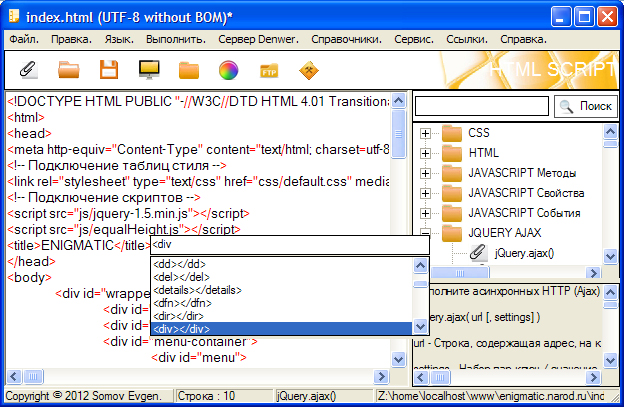 index.html (UTF-8 without BOM)*
Файл. Правка. Язык. Выполнить. Сервер Denwer. Справочники. Сервис. Ссылки. Справка.
FTP
HTML SCRIPT
<!DOCTYPE HTML PUBLIC "-//W3C//DTD HTML 4.01 Transitiona
<html>
<head>
<meta http-equiv="Content-Type" content="text/html; charset=utf-8
<!-- Подключение таблиц стиля -->
<link rel="stylesheet" type="text/css" href="css/default.css" media
<!-- Подключение скриптов -->
<script src="js/jquery-1.5.min.js"></script>
<script src="js/equalHeight.js"></script>
<title>ENIGMATIC</title>
</head>
<body>
<div id="wrappe
<div id=
<div id=
<div id="menu-container">
<div id="menu">
<div
<dd></dd>
<del></del>
<details></details>
<dfn></dfn>
<dir></dir>
<div></div>
Поиск
CSS
HTML
JAVASCRIPT Методы
JAVASCRIPT Свойства
JAVASCRIPT События
JQUERY AJAX
jQuery.ajax()
полните асинхронных HTTP (Ajax)
ery.ajax( url [, settings] )
url - Строка, содержащая адрес, на к
settings - Набор пар ключ / значение
Copyright © 2012 Somov Evgen.
Строка : 10
jQuery.ajax()
Z:\home\localhost\www\enigmatic.narod.ru\inc